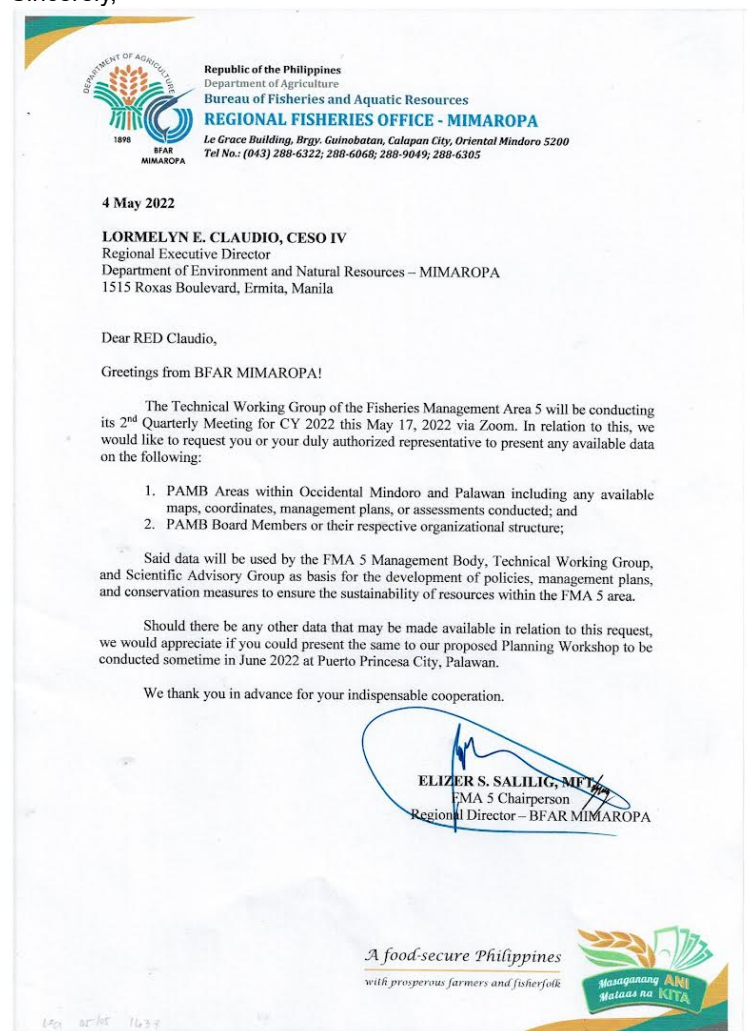 Sincerely,
DEPARTMENT OF AGRICULTURE
1898
BFAR
MIMAROPA
Republic of the Philippines
Department of Agriculture
Bureau of Fisheries and Aquatic Resources
REGIONAL FISHERIES OFFICE - MIMAROPA
Le Grace Building, Brgy. Guinobatan, Calapan City, Oriental Mindoro 5200
Tel No.: (043) 288-6322; 288-6068; 288-9049; 288-6305
4 May 2022
LORMELYN E. CLAUDIO, CESO IV
Regional Executive Director
Department of Environment and Natural Resources – MIMAROPA
1515 Roxas Boulevard, Ermita, Manila
Dear RED Claudio,
Greetings from BFAR MIMAROPA!
The Technical Working Group of the Fisheries Management Area 5 will be conducting
its 2nd Quarterly Meeting for CY 2022 this May 17, 2022 via Zoom. In relation to this, we
would like to request you or your duly authorized representative to present any available data
on the following:
1. PAMB Areas within Occidental Mindoro and Palawan including any available
maps, coordinates, management plans, or assessments conducted; and
2. PAMB Board Members or their respective organizational structure;
Said data will be used by the FMA 5 Management Body, Technical Working Group,
and Scientific Advisory Group as basis for the development of policies, management plans,
and conservation measures to ensure the sustainability of resources within the FMA 5 area.
Should there be any other data that may be made available in relation to this request,
we would appreciate if you could present the same to our proposed Planning Workshop to be
conducted sometime in June 2022 at Puerto Princesa City, Palawan.
We thank you in advance for your indispensable cooperation.
ELIZER S. SALILIG, MFT
FMA 5 Chairperson
Regional Director – BFAR MIMAROPA
A food-secure Philippines
with prosperous farmers and fisherfolk
Masaganang ANI
Mataas na KITA